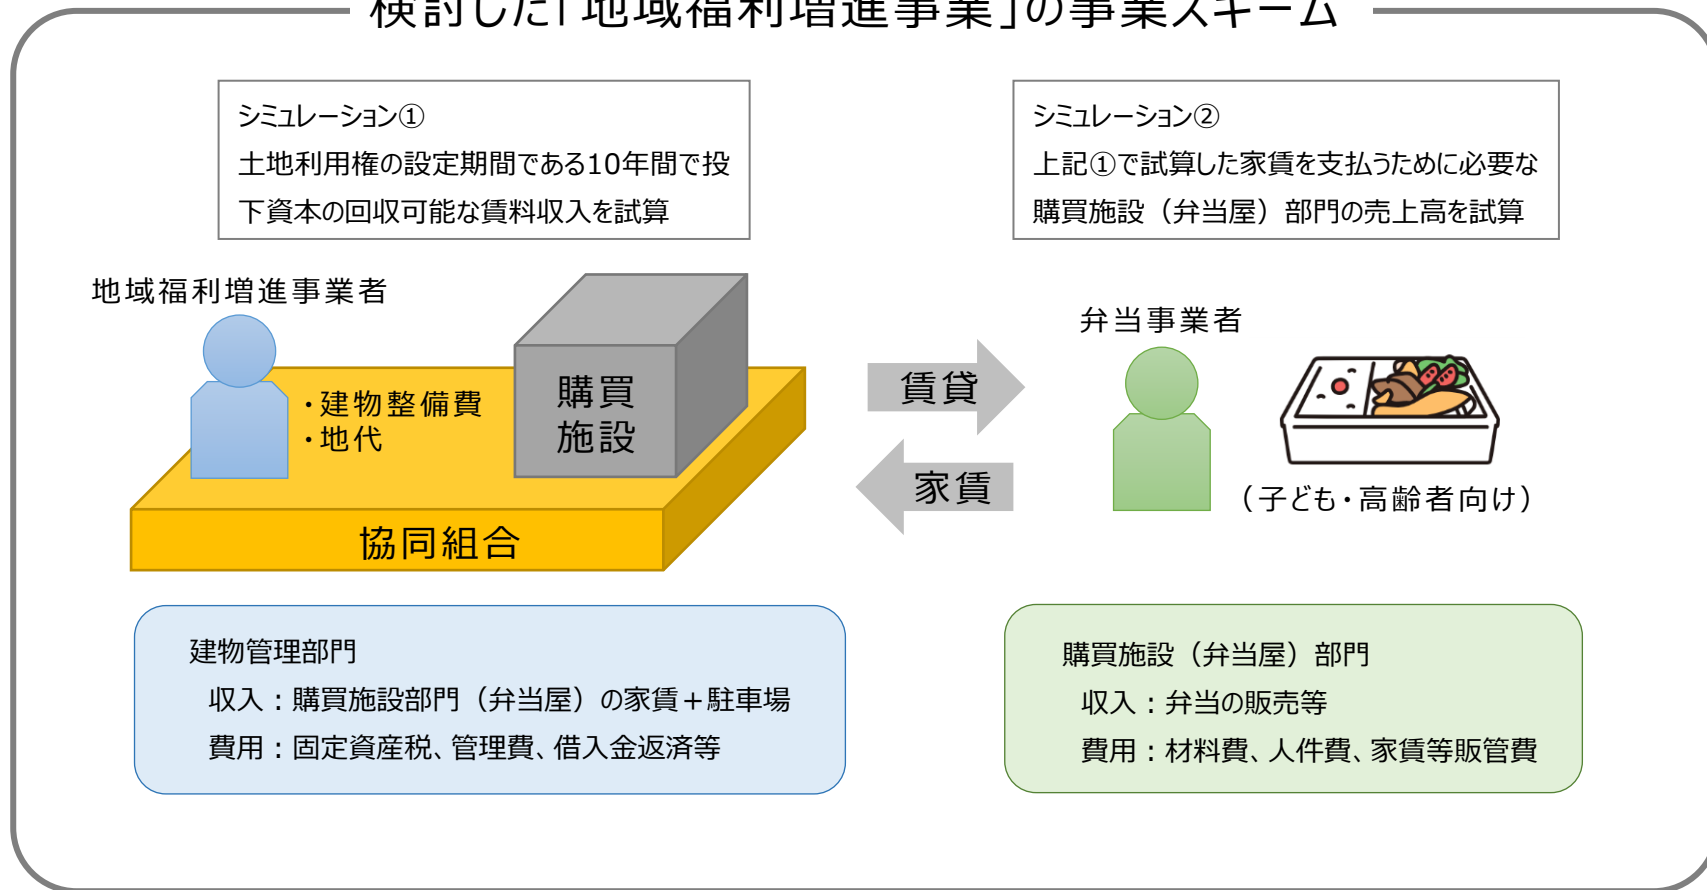 検討した「地域福利増進事業」の事業スキーム
シミュレーション①
土地利用権の設定期間である10年間で投
下資本の回収可能な賃料収入を試算
シミュレーション②
上記①で試算した家賃を支払うために必要な
購買施設（弁当屋）部門の売上高を試算
地域福利増進事業者
・建物整備費
・地代
購買
施設
協同組合
賃貸
家賃
弁当事業者
（子ども・高齢者向け）
建物管理部門
収入：購買施設部門（弁当屋）の家賃＋駐車場
費用：固定資産税、管理費、借入金返済等
購買施設（弁当屋）部門
収入：弁当の販売等
費用：材料費、人件費、家賃等販管費